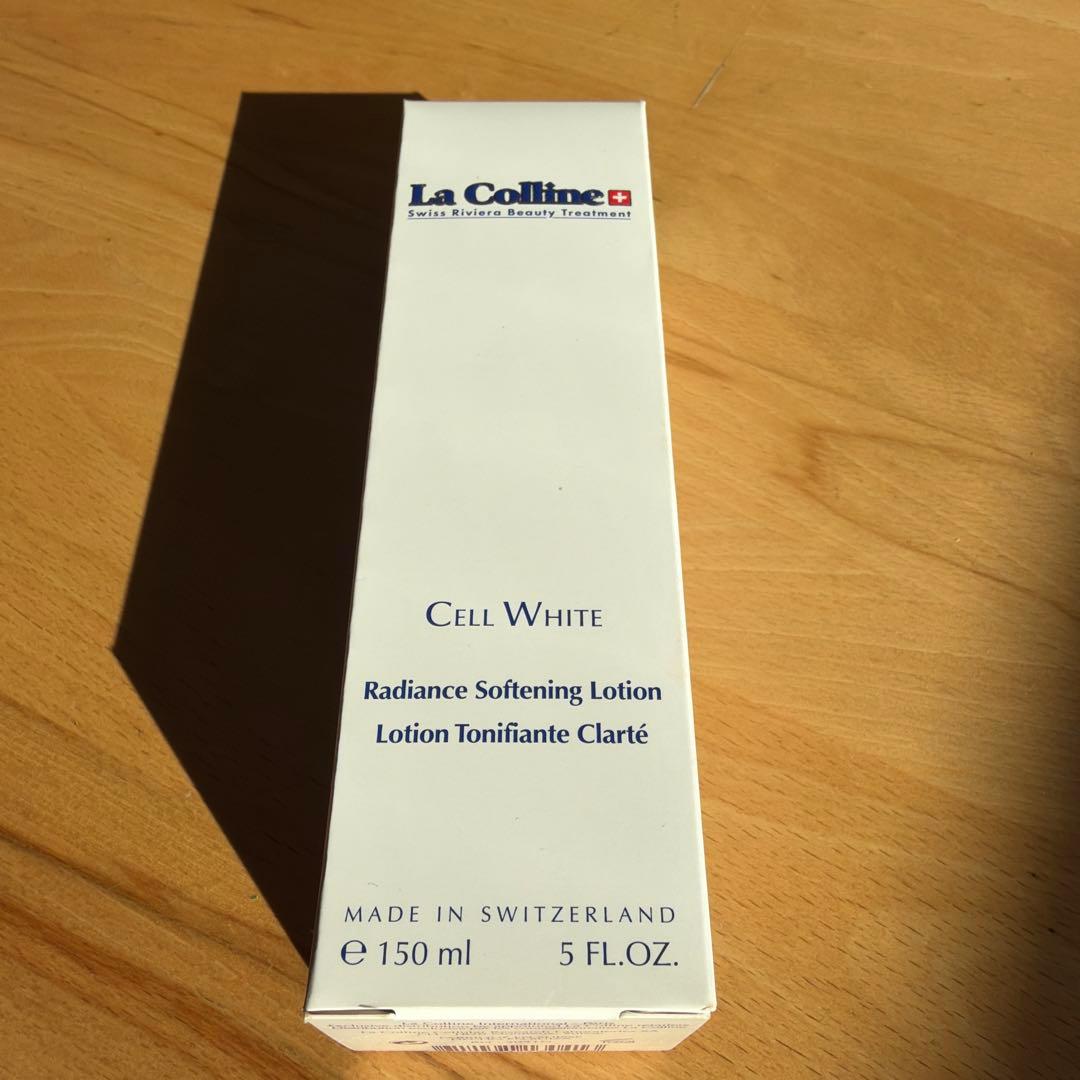 La Colline
Swiss Riviera Beauty Treatment
CELL WHITE
Radiance Softening Lotion
Lotion Tonifiante Clarté
MADE IN SWITZERLAND
℮ 150 ml 5 FL.OZ.